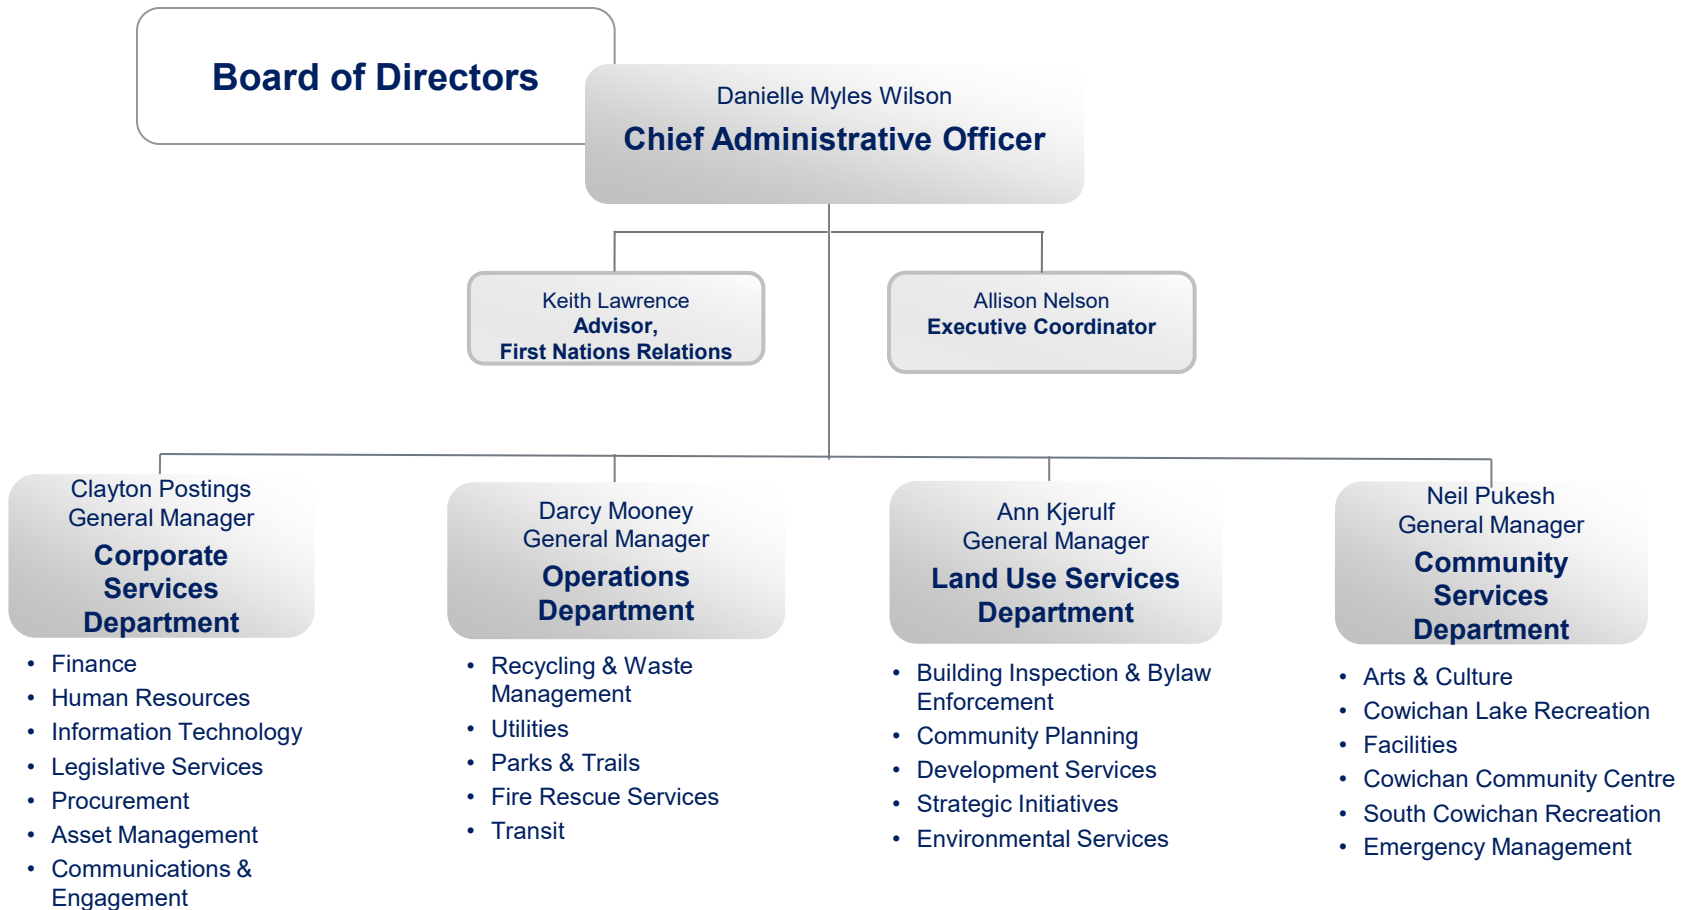 Board of Directors
Danielle Myles Wilson
Chief Administrative Officer
Keith Lawrence
Advisor,
First Nations Relations
Allison Nelson
Executive Coordinator
Clayton Postings
General Manager
Corporate
Services
Department
• Finance
• Human Resources
• Information Technology
• Legislative Services
• Procurement
• Asset Management
• Communications &
Engagement
Darcy Mooney
General Manager
Operations
Department
• Recycling & Waste
Management
• Utilities
• Parks & Trails
• Fire Rescue Services
• Transit
Ann Kjerulf
General Manager
Land Use Services
Department
• Building Inspection & Bylaw
Enforcement
• Community Planning
• Development Services
• Strategic Initiatives
• Environmental Services
Neil Pukesh
General Manager
Community
Services
Department
• Arts & Culture
• Cowichan Lake Recreation
• Facilities
• Cowichan Community Centre
• South Cowichan Recreation
• Emergency Management